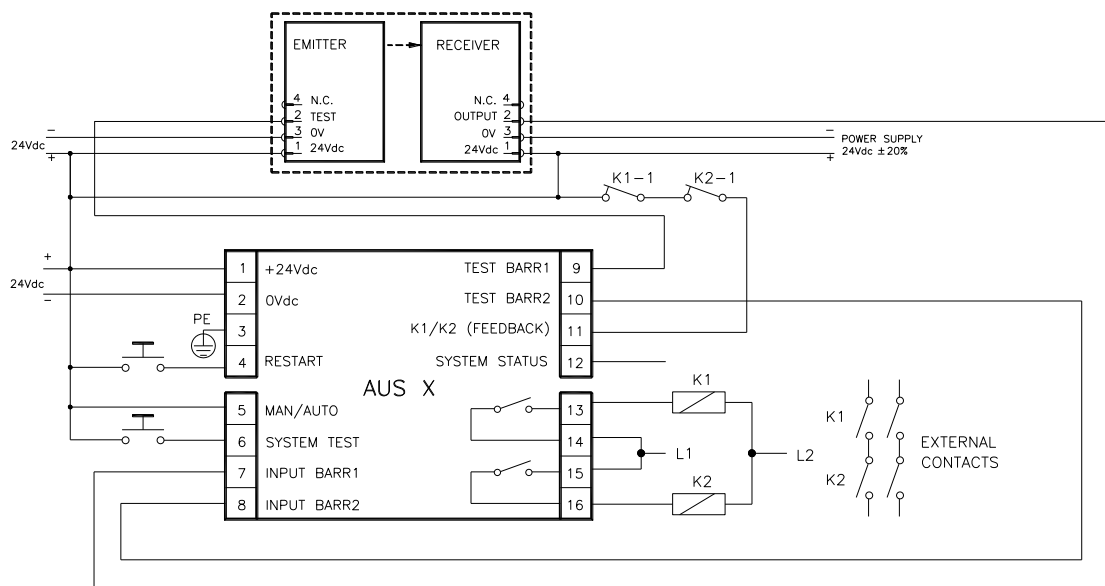 EMITTER
RECEIVER
4 N.C.
2 TEST
3 0V
1 24Vdc
N.C. 4
OUTPUT 2
0V 3
24Vdc 1
−
24Vdc
+
−
POWER SUPPLY
24Vdc ±20%
+
K1-1
K2-1
+
24Vdc
−
PE
1 +24Vdc
2 0Vdc
3
4 RESTART
5 MAN/AUTO
6 SYSTEM TEST
7 INPUT BARR1
8 INPUT BARR2
AUS X
TEST BARR1 9
TEST BARR2 10
K1/K2 (FEEDBACK) 11
SYSTEM STATUS 12
13
14
15
16
K1
L1
L2
K2
K1
K2
EXTERNAL
CONTACTS